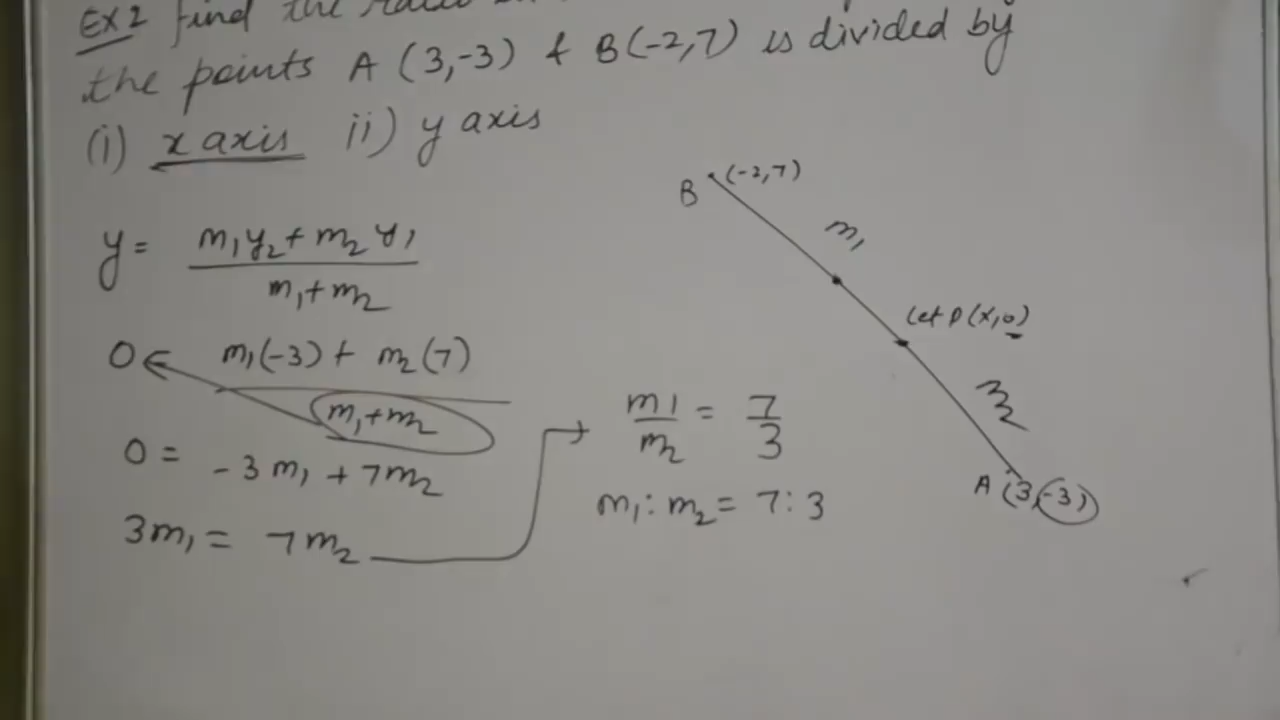 Ex2 find the
the points A (3,-3) & B(-2,7) is divided by
(i) x axis ii) y axis
y = m1y2+m2y1 / m1+m2
0 m1(-3)+ m2(7) / m1+m2
0 = -3m1+7m2
3m1 = 7m2
m1/m2 = 7/3
m1:m2= 7:3
B (-2,7)
m1
Let P(x,0)
m2
A (3,-3)